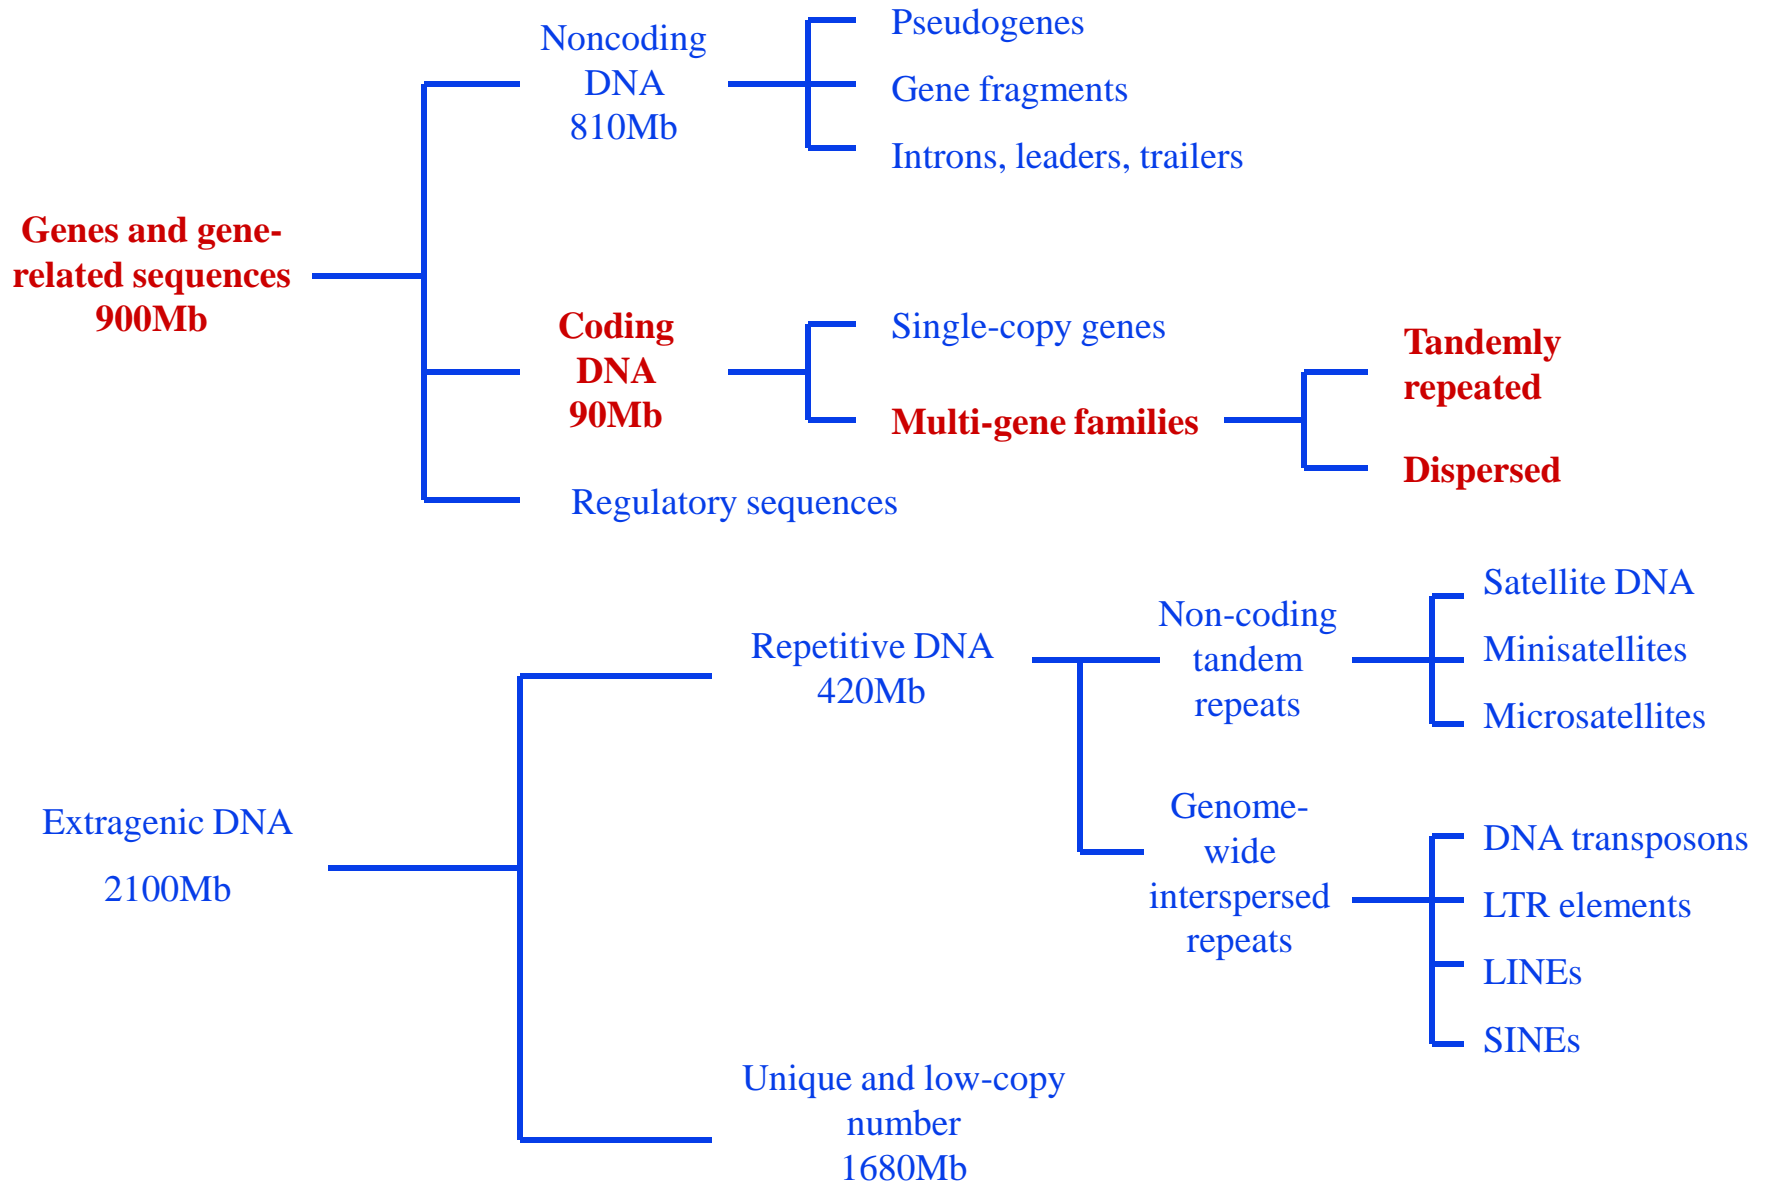 Noncoding
DNA
810Mb
Pseudogenes
Gene fragments
Introns, leaders, trailers
Genes and gene-
related sequences
900Mb
Coding
DNA
90Mb
Single-copy genes
Multi-gene families
Tandemly
repeated
Dispersed
Regulatory sequences
Extragenic DNA
2100Mb
Repetitive DNA
420Mb
Non-coding
tandem
repeats
Satellite DNA
Minisatellites
Microsatellites
Genome-
wide
interspersed
repeats
DNA transposons
LTR elements
LINEs
SINEs
Unique and low-copy
number
1680Mb